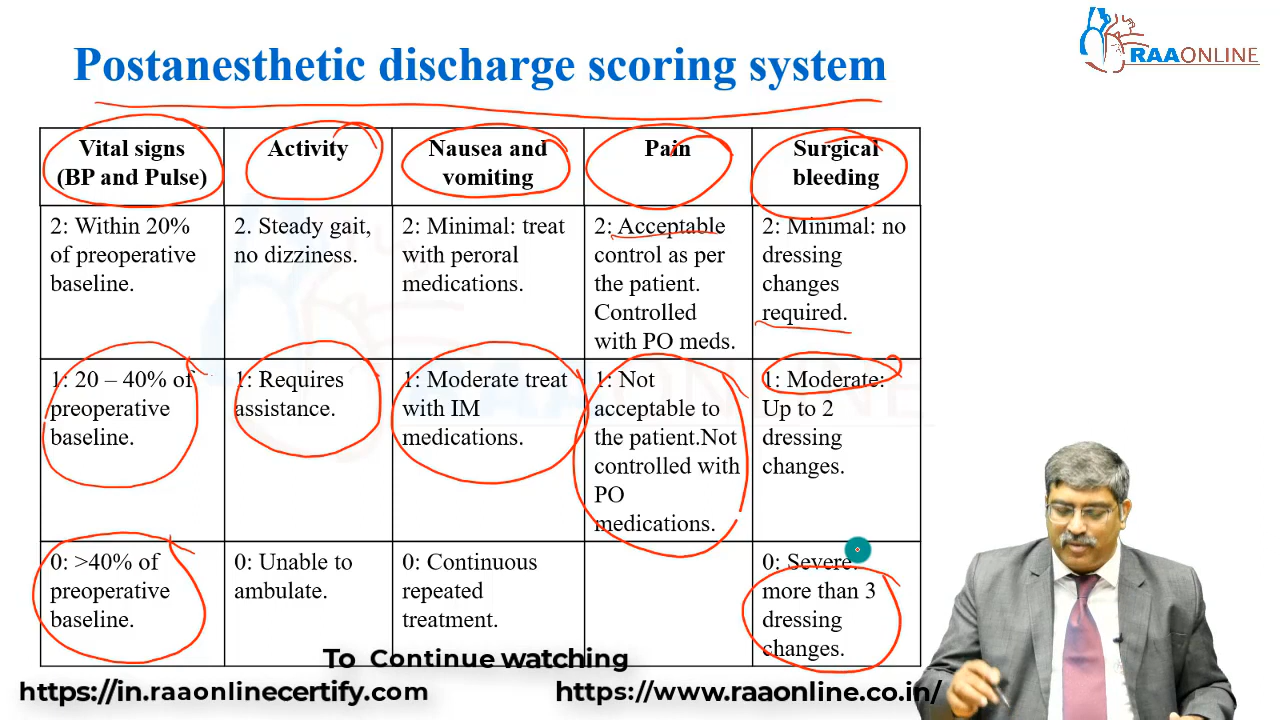 Postanesthetic discharge scoring system
RAAONLINE
Vital signs
(BP and Pulse)
Activity
Nausea and
vomiting
Pain
Surgical
bleeding
2: Within 20%
of preoperative
baseline.
2. Steady gait,
no dizziness.
2: Minimal: treat
with peroral
medications.
2: Acceptable
control as per
the patient.
Controlled
with PO meds.
2: Minimal: no
dressing
changes
required.
1: 20 – 40% of
preoperative
baseline.
1: Requires
assistance.
1: Moderate treat
with IM
medications.
1: Not
acceptable to
the patient.Not
controlled with
PO
medications.
1: Moderate:
Up to 2
dressing
changes.
0: >40% of
preoperative
baseline.
0: Unable to
ambulate.
0: Continuous
repeated
treatment.
0: Severe:
more than 3
dressing
changes.
To Continue watching
https://in.raaonlinecertify.com
https://www.raaonline.co.in/